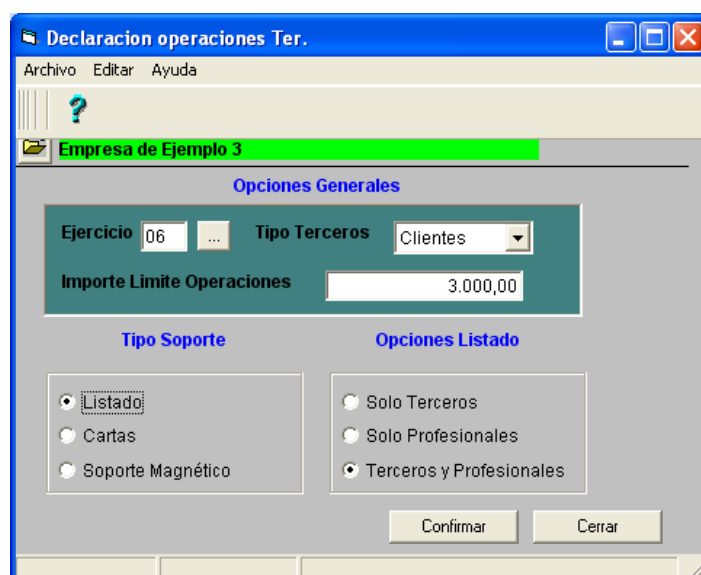 Declaracion operaciones Ter.
Archivo Editar Ayuda
?
Empresa de Ejemplo 3
Opciones Generales
Ejercicio 06 ... Tipo Terceros Clientes
Importe Limite Operaciones 3.000,00
Tipo Soporte Opciones Listado
Listado Solo Terceros
Cartas Solo Profesionales
Soporte Magnético Terceros y Profesionales
Confirmar Cerrar